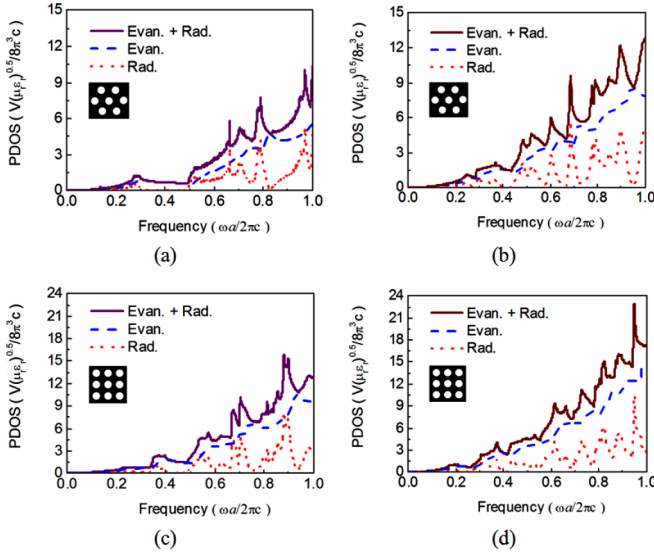 15
12
9
6
3
0
PDOS ( V(με_r)^0.5/8π^3c )
Evan. + Rad.
Evan.
Rad.
0.0 0.2 0.4 0.6 0.8 1.0
Frequency ( ωa/2πc )
(a)
15
12
9
6
3
0
PDOS ( V(μ_rε_r)^0.5/8π^3c )
Evan. + Rad.
Evan.
Rad.
0.0 0.2 0.4 0.6 0.8 1.0
Frequency ( ωa/2πc )
(b)
24
21
18
15
12
9
6
3
0
PDOS ( V(με_r)^0.5/8π^3c )
Evan. + Rad.
Evan.
Rad.
0.0 0.2 0.4 0.6 0.8 1.0
Frequency ( ωa/2πc )
(c)
24
21
18
15
12
9
6
3
0
PDOS ( V(μ_rε_r)^0.5/8π^3c )
Evan. + Rad.
Evan.
Rad.
0.0 0.2 0.4 0.6 0.8 1.0
Frequency ( ωa/2πc )
(d)